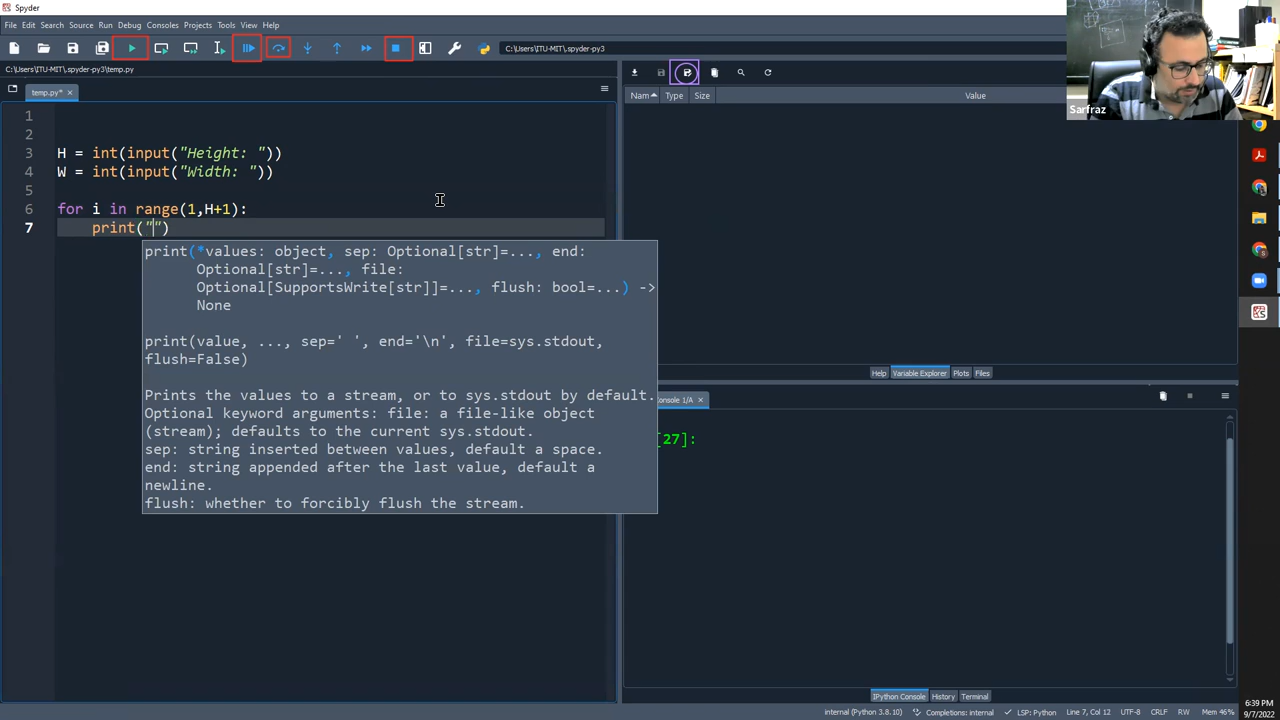 Spyder
File Edit Search Source Run Debug Consoles Projects Tools View Help
C:\Users\ITU-MIT\.spyder-py3
C:\Users\ITU-MIT\.spyder-py3\temp.py
temp.py*
1
2
3 H = int(input("Height: "))
4 W = int(input("Width: "))
5
6 for i in range(1,H+1):
7 print("")
print(*values: object, sep: Optional[str]=..., end:
Optional[str]=..., file:
Optional[SupportsWrite[str]]=..., flush: bool=...) ->
None
print(value, ..., sep=' ', end='\n', file=sys.stdout,
flush=False)
Prints the values to a stream, or to sys.stdout by default.
Optional keyword arguments: file: a file-like object
(stream); defaults to the current sys.stdout.
sep: string inserted between values, default a space.
end: string appended after the last value, default a
newline.
flush: whether to forcibly flush the stream.
Nam Type Size Value
Sarfraz
Help Variable Explorer Plots Files
onsole 1/A
[27]:
IPython Console History Terminal
internal (Python 3.8.10) Completions: internal LSP: Python Line 7, Col 12 UTF-8 CRLF RW Mem 46%
6:39 PM
9/7/2022